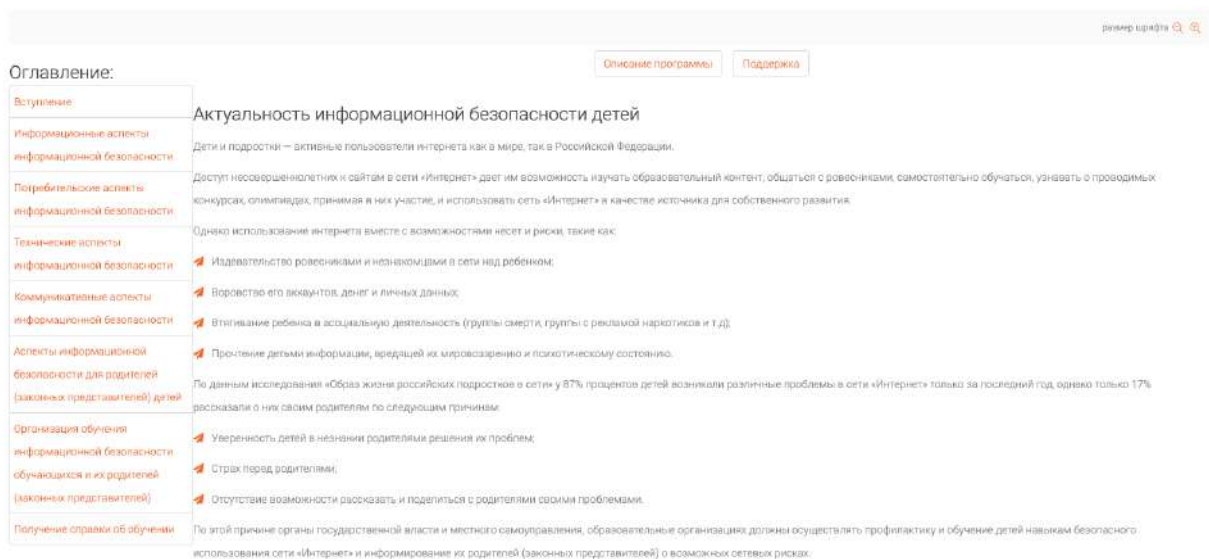 размер шрифта
Описание программы
Поддержка
Оглавление:
Вступление
Информационные аспекты
информационной безопасности
Потребительские аспекты
информационной безопасности
Технические аспекты
информационной безопасности
Коммуникативные аспекты
информационной безопасности
Аспекты информационной
безопасности для родителей
(законных представителей) детей
Организация обучения
информационной безопасности
обучающихся и их родителей
(законных представителей)
Получение справки об обучении
Актуальность информационной безопасности детей
Дети и подростки — активные пользователи интернета как в мире, так в Российской Федерации.
Доступ несовершеннолетних к сайтам в сети «Интернет» дает им возможность изучать образовательный контент, общаться с ровесниками, самостоятельно обучаться, узнавать о проводимых
конкурсах, олимпиадах, принимая в них участие, и использовать сеть «Интернет» в качестве источника для собственного развития.
Однако использование интернета вместе с возможностями несет и риски, такие как:
Издевательство ровесниками и незнакомцами в сети над ребенком;
Воровство его аккаунтов, денег и личных данных;
Втягивание ребенка в асоциальную деятельность (группы смерти, группы с рекламой наркотиков и т.д);
Прочтение детьми информации, вредящей их мировоззрению и психотическому состоянию.
По данным исследования «Образ жизни российских подростков в сети» у 87% процентов детей возникали различные проблемы в сети «Интернет» только за последний год, однако только 17%
рассказали о них своим родителям по следующим причинам:
Уверенность детей в незнании родителями решения их проблем;
Страх перед родителями;
Отсутствие возможности рассказать и поделиться с родителями своими проблемами.
По этой причине органы государственной власти и местного самоуправления, образовательные организациях должны осуществлять профилактику и обучение детей навыкам безопасного
использования сети «Интернет» и информирование их родителей (законных представителей) о возможных сетевых рисках.